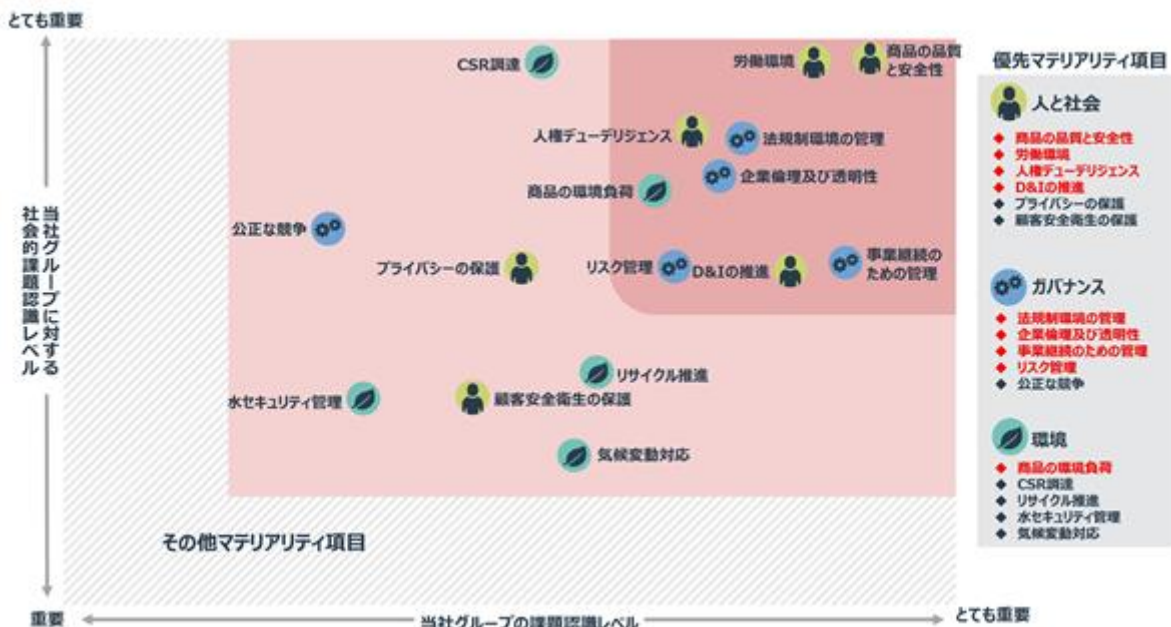 とても重要
CSR調達
労働環境
商品の品質
と安全性
人権デューデリジェンス
法規制環境の管理
企業倫理及び透明性
商品の環境負荷
公正な競争
プライバシーの保護
リスク管理
D&Iの推進
事業継続の
ための管理
リサイクル推進
水セキュリティ管理
顧客安全衛生の保護
気候変動対応
その他マテリアリティ項目
当社グループに対する
社会的課題認識レベル
重要
当社グループの課題認識レベル
とても重要
優先マテリアリティ項目
人と社会
◆ 商品の品質と安全性
◆ 労働環境
◆ 人権デューデリジェンス
◆ D&Iの推進
◆ プライバシーの保護
◆ 顧客安全衛生の保護
ガバナンス
◆ 法規制環境の管理
◆ 企業倫理及び透明性
◆ 事業継続のための管理
◆ リスク管理
◆ 公正な競争
環境
◆ 商品の環境負荷
◆ CSR調達
◆ リサイクル推進
◆ 水セキュリティ管理
◆ 気候変動対応